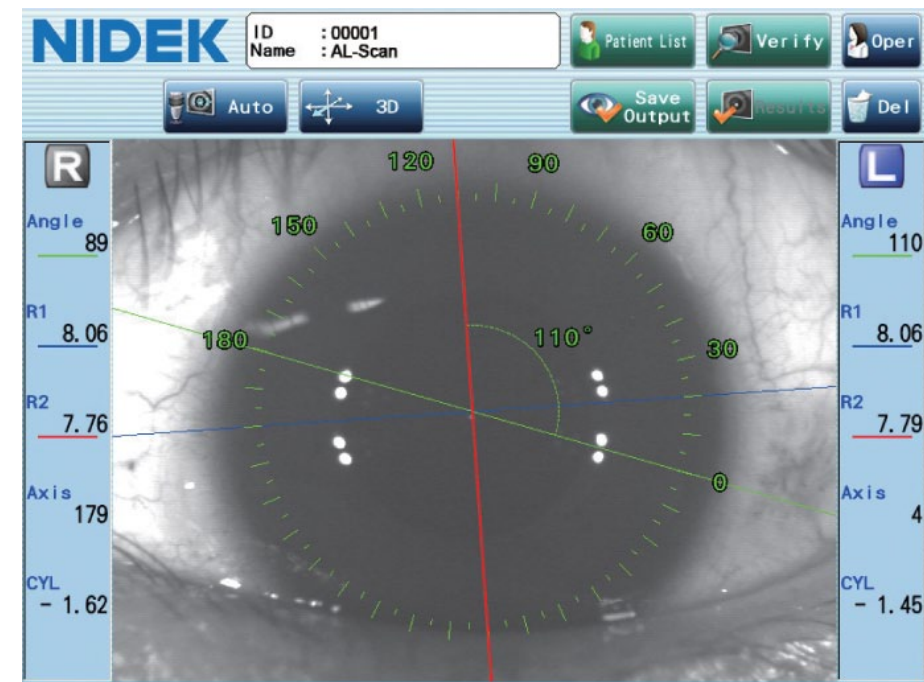 NIDEK
ID : 00001
Name : AL-Scan
Patient List
Verify
Oper
Auto
3D
Save
Output
Results
Del
R
L
Angle
89
R1
8.06
R2
7.76
Axis
179
CYL
- 1.62
120
90
150
60
180
110°
30
0
Angle
110
R1
8.06
R2
7.79
Axis
4
CYL
- 1.45